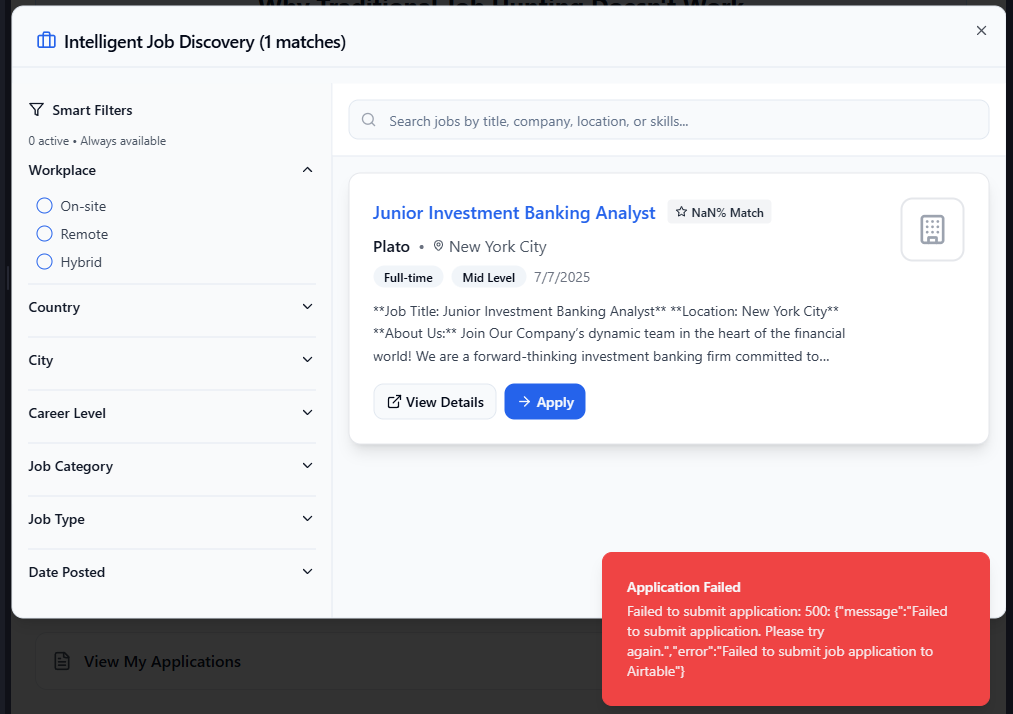 Why Traditional Job Hunting Doesn't Work
Intelligent Job Discovery (1 matches)
Smart Filters
0 active • Always available
Workplace
On-site
Remote
Hybrid
Country
City
Career Level
Job Category
Job Type
Date Posted
Search jobs by title, company, location, or skills...
Junior Investment Banking Analyst NaN% Match
Plato • New York City
Full-time Mid Level 7/7/2025
**Job Title: Junior Investment Banking Analyst** **Location: New York City**
**About Us:** Join Our Company’s dynamic team in the heart of the financial
world! We are a forward-thinking investment banking firm committed to...
View Details Apply
Application Failed
Failed to submit application: 500: {"message":"Failed
to submit application. Please try
again.","error":"Failed to submit job application to
Airtable"}
View My Applications